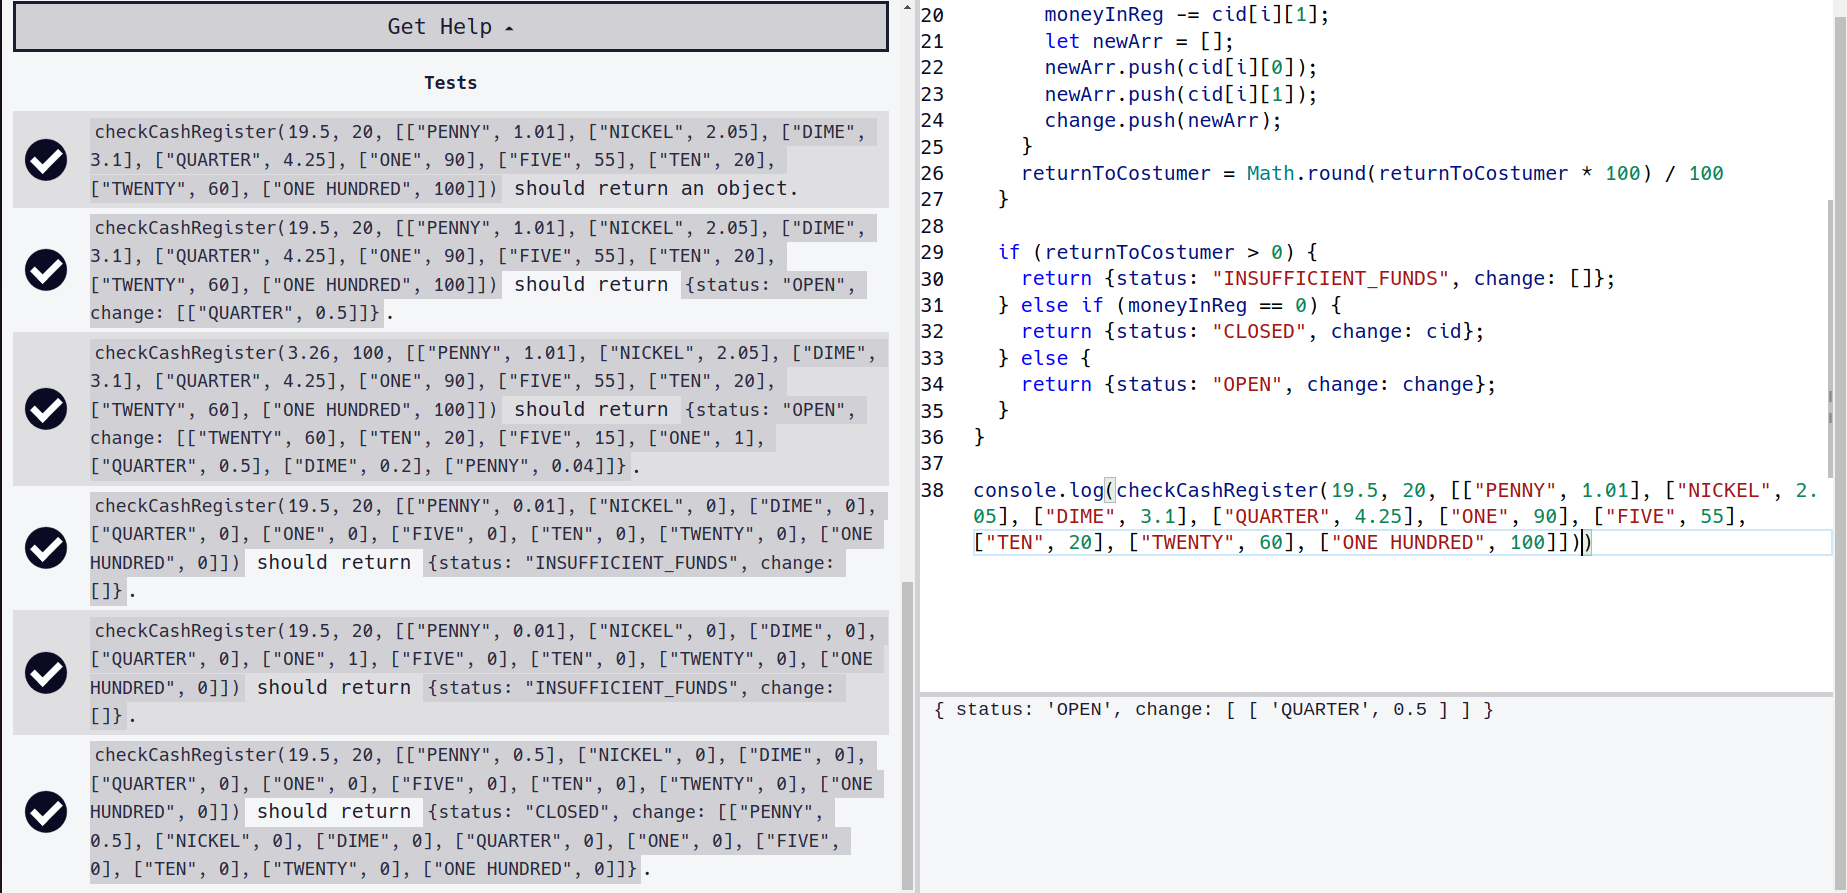 Get Help
Tests
checkCashRegister(19.5, 20, [["PENNY", 1.01], ["NICKEL", 2.05], ["DIME",
3.1], ["QUARTER", 4.25], ["ONE", 90], ["FIVE", 55], ["TEN", 20],
["TWENTY", 60], ["ONE HUNDRED", 100]]) should return an object.
checkCashRegister(19.5, 20, [["PENNY", 1.01], ["NICKEL", 2.05], ["DIME",
3.1], ["QUARTER", 4.25], ["ONE", 90], ["FIVE", 55], ["TEN", 20],
["TWENTY", 60], ["ONE HUNDRED", 100]]) should return {status: "OPEN",
change: [["QUARTER", 0.5]]}.
checkCashRegister(3.26, 100, [["PENNY", 1.01], ["NICKEL", 2.05], ["DIME",
3.1], ["QUARTER", 4.25], ["ONE", 90], ["FIVE", 55], ["TEN", 20],
["TWENTY", 60], ["ONE HUNDRED", 100]]) should return {status: "OPEN",
change: [["TWENTY", 60], ["TEN", 20], ["FIVE", 15], ["ONE", 1],
["QUARTER", 0.5], ["DIME", 0.2], ["PENNY", 0.04]]}.
checkCashRegister(19.5, 20, [["PENNY", 0.01], ["NICKEL", 0], ["DIME", 0],
["QUARTER", 0], ["ONE", 0], ["FIVE", 0], ["TEN", 0], ["TWENTY", 0], ["ONE
HUNDRED", 0]]) should return {status: "INSUFFICIENT_FUNDS", change:
[]}.
checkCashRegister(19.5, 20, [["PENNY", 0.01], ["NICKEL", 0], ["DIME", 0],
["QUARTER", 0], ["ONE", 1], ["FIVE", 0], ["TEN", 0], ["TWENTY", 0], ["ONE
HUNDRED", 0]]) should return {status: "INSUFFICIENT_FUNDS", change:
[]}.
checkCashRegister(19.5, 20, [["PENNY", 0.5], ["NICKEL", 0], ["DIME", 0],
["QUARTER", 0], ["ONE", 0], ["FIVE", 0], ["TEN", 0], ["TWENTY", 0], ["ONE
HUNDRED", 0]]) should return {status: "CLOSED", change: [["PENNY",
0.5], ["NICKEL", 0], ["DIME", 0], ["QUARTER", 0], ["ONE", 0], ["FIVE",
0], ["TEN", 0], ["TWENTY", 0], ["ONE HUNDRED", 0]]}.
20 moneyInReg -= cid[i][1];
21 let newArr = [];
22 newArr.push(cid[i][0]);
23 newArr.push(cid[i][1]);
24 change.push(newArr);
25 }
26 returnToCostumer = Math.round(returnToCostumer * 100) / 100
27 }
28
29 if (returnToCostumer > 0) {
30 return {status: "INSUFFICIENT_FUNDS", change: []};
31 } else if (moneyInReg == 0) {
32 return {status: "CLOSED", change: cid};
33 } else {
34 return {status: "OPEN", change: change};
35 }
36 }
37
38 console.log(checkCashRegister(19.5, 20, [["PENNY", 1.01], ["NICKEL", 2.
05], ["DIME", 3.1], ["QUARTER", 4.25], ["ONE", 90], ["FIVE", 55],
["TEN", 20], ["TWENTY", 60], ["ONE HUNDRED", 100]]))
{ status: 'OPEN', change: [ [ 'QUARTER', 0.5 ] ] }